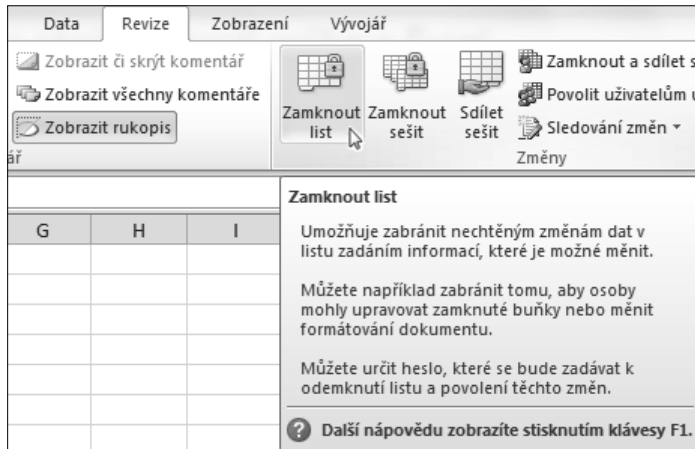 Data Revize Zobrazení Vývojář
Zobrazit či skrýt komentář
Zobrazit všechny komentáře
Zobrazit rukopis
ář
Zamknout list
Zamknout sešit
Sdílet sešit
Zamknout a sdílet s
Povolit uživatelům u
Sledování změn
Změny
G H I
Zamknout list
Umožňuje zabránit nechtěným změnám dat v
listu zadáním informací, které je možné měnit.
Můžete například zabránit tomu, aby osoby
mohly upravovat zamknuté buňky nebo měnit
formátování dokumentu.
Můžete určit heslo, které se bude zadávat k
odemknutí listu a povolení těchto změn.
Další nápovědu zobrazíte stisknutím klávesy F1.